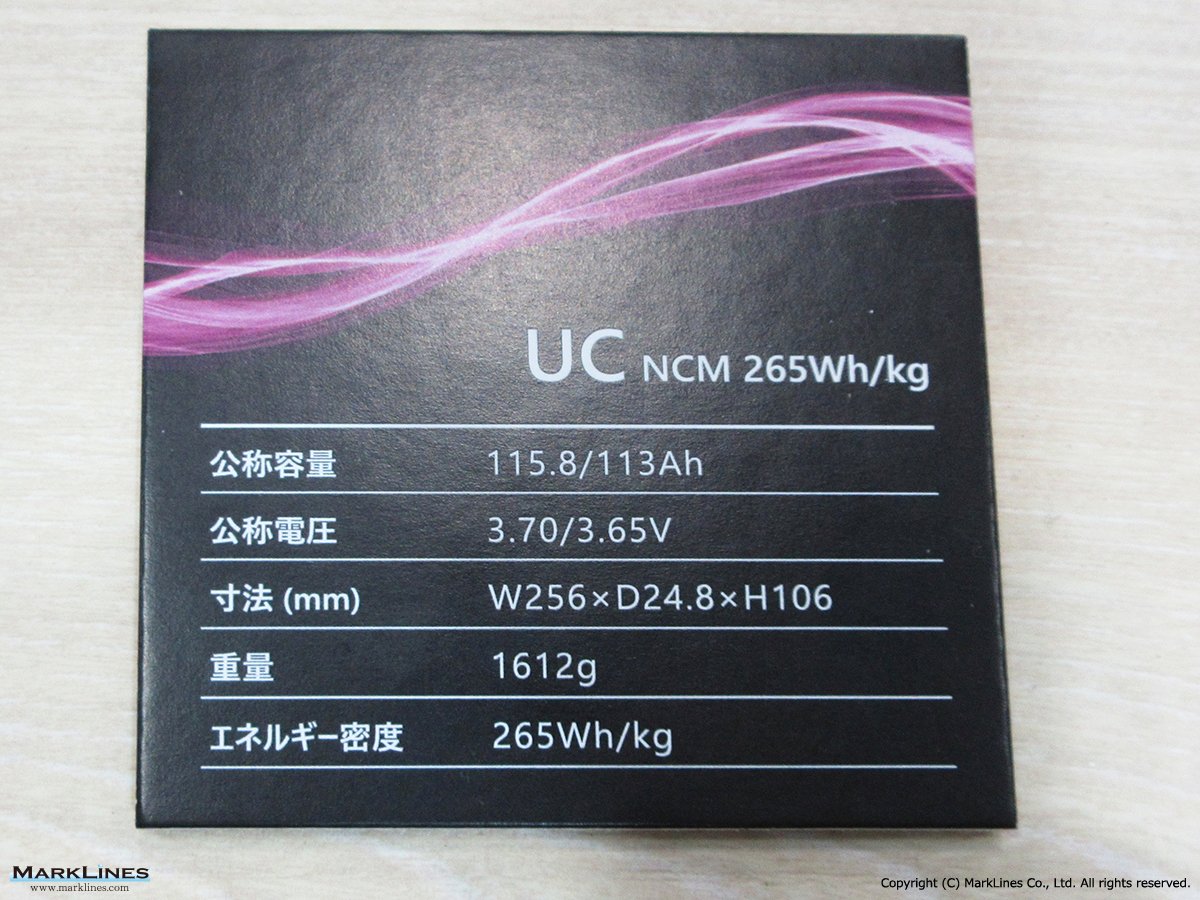 UC NCM 265Wh/kg
公称容量 115.8/113Ah
公称電圧 3.70/3.65V
寸法 (mm) W256×D24.8×H106
重量 1612g
エネルギー密度 265Wh/kg
MARKLINES
www.marklines.com
Copyright (C) MarkLines Co., Ltd. All rights reserved.